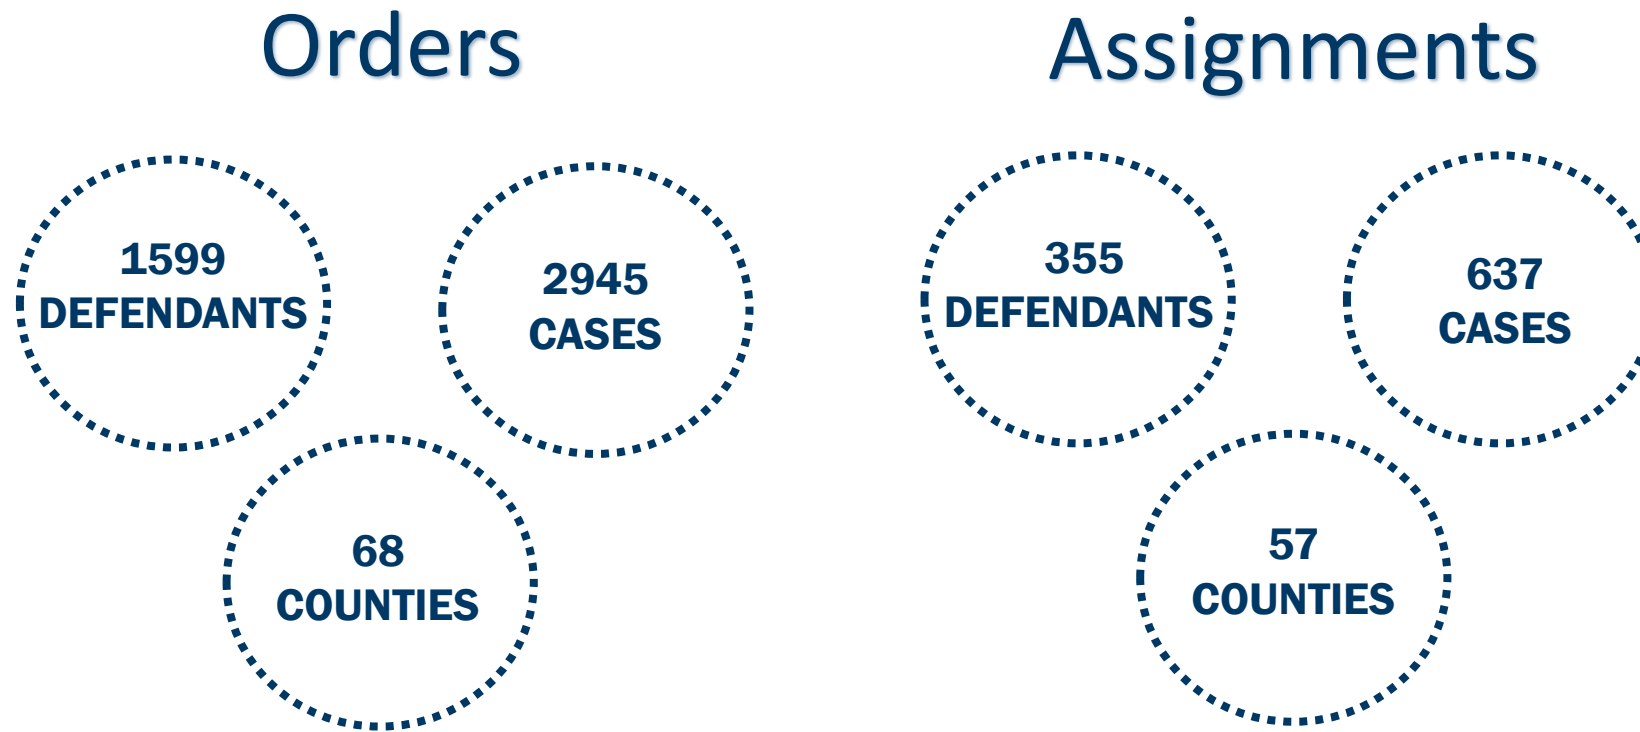 Orders
1599
DEFENDANTS
2945
CASES
68
COUNTIES
Assignments
355
DEFENDANTS
637
CASES
57
COUNTIES